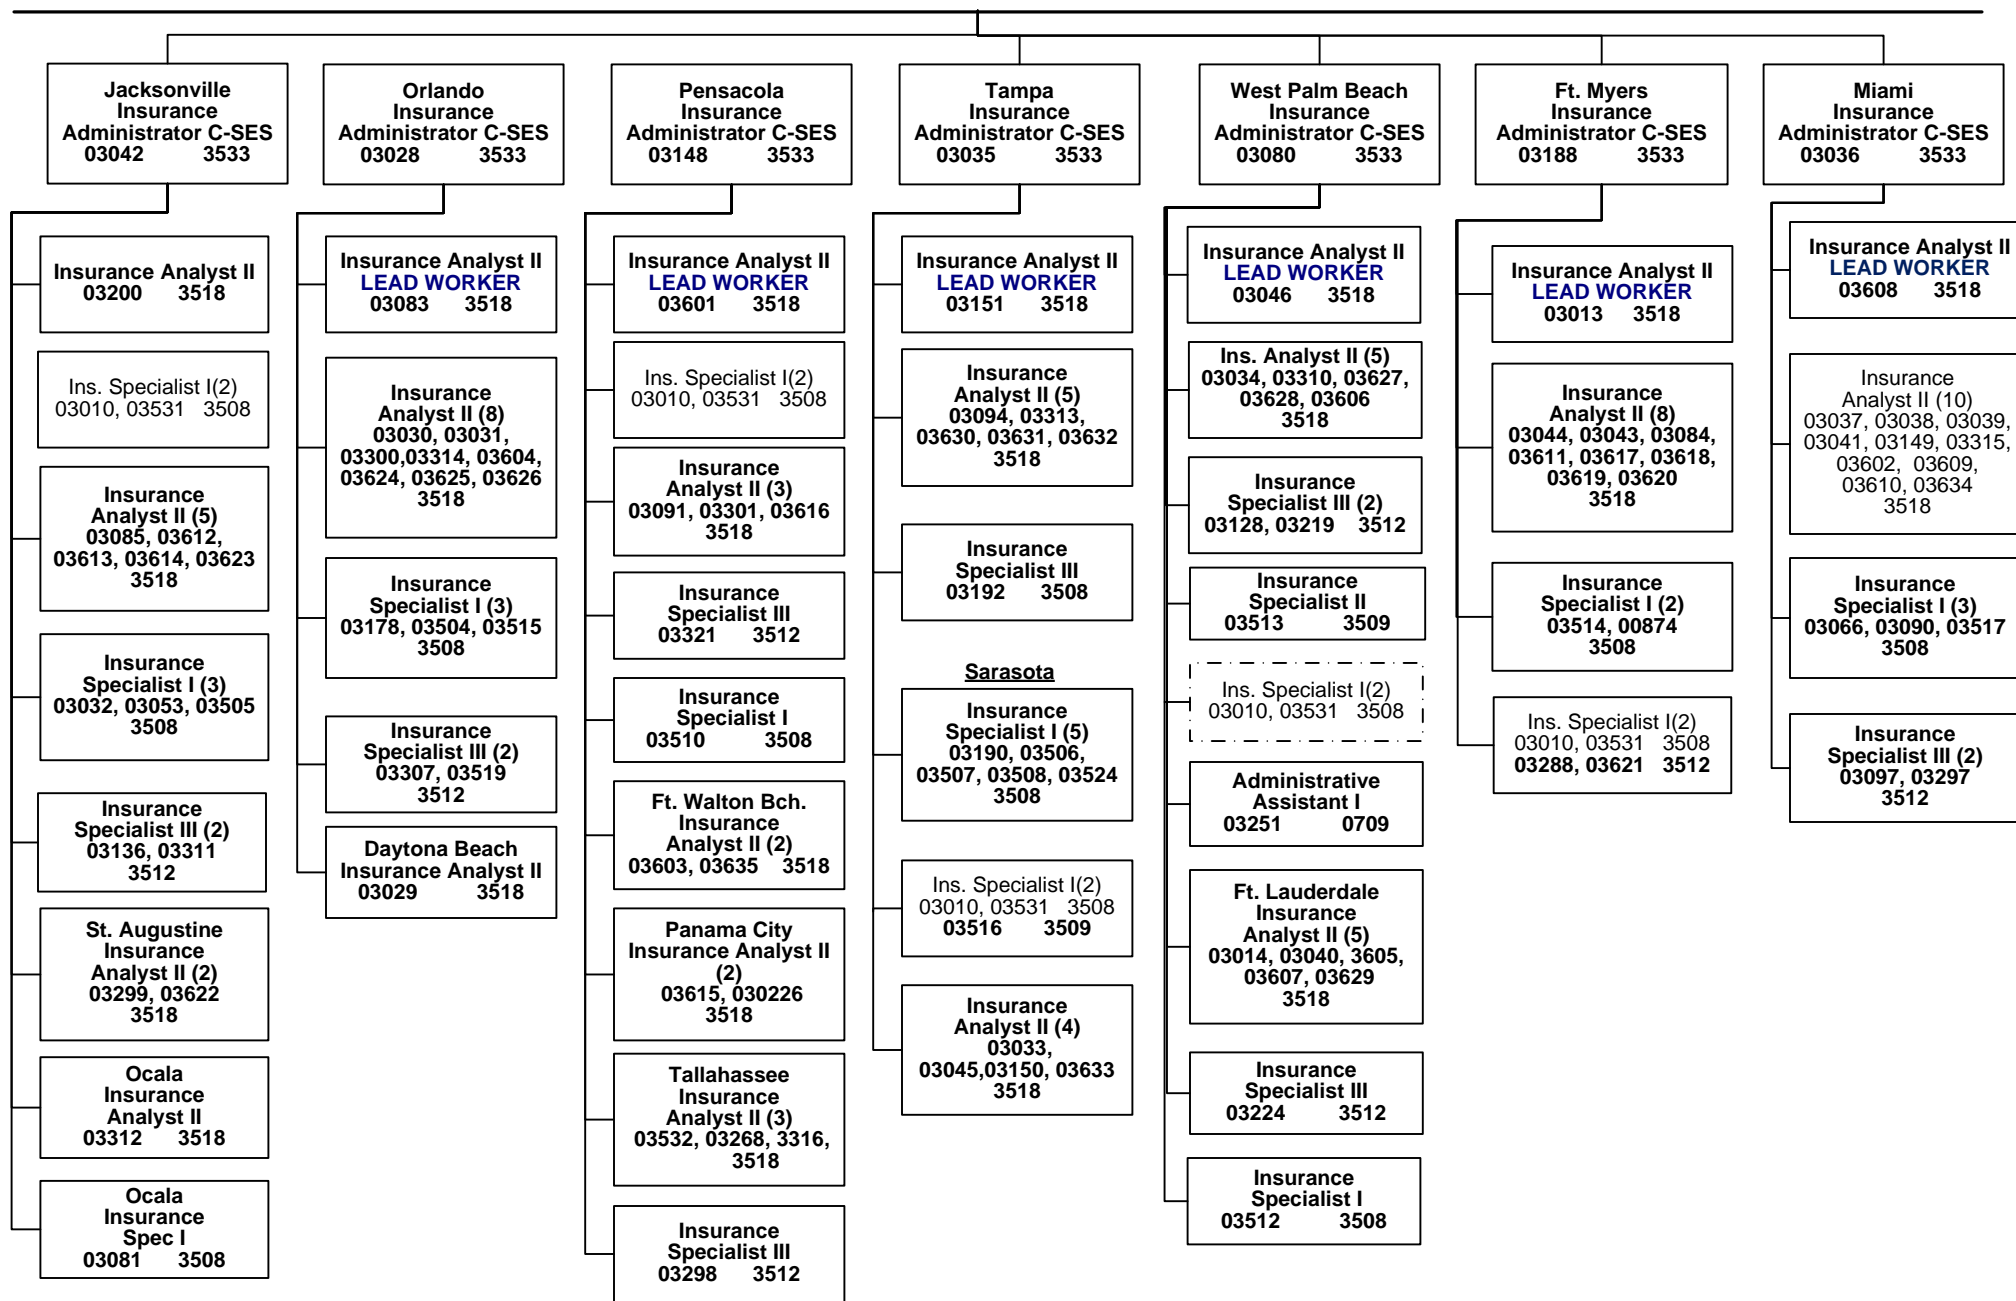 Jacksonville
Insurance
Administrator C-SES
03042 3533
Orlando
Insurance
Administrator C-SES
03028 3533
Pensacola
Insurance
Administrator C-SES
03148 3533
Tampa
Insurance
Administrator C-SES
03035 3533
West Palm Beach
Insurance
Administrator C-SES
03080 3533
Ft. Myers
Insurance
Administrator C-SES
03188 3533
Miami
Insurance
Administrator C-SES
03036 3533
Insurance Analyst II
03200 3518
Ins. Specialist I(2)
03010, 03531 3508
Insurance
Analyst II (5)
03085, 03612,
03613, 03614, 03623
3518
Insurance
Specialist I (3)
03032, 03053, 03505
3508
Insurance
Specialist III (2)
03136, 03311
3512
St. Augustine
Insurance
Analyst II (2)
03299, 03622
3518
Ocala
Insurance
Analyst II
03312 3518
Ocala
Insurance
Spec I
03081 3508
Insurance Analyst II
LEAD WORKER
03083 3518
Insurance
Analyst II (8)
03030, 03031,
03300,03314, 03604,
03624, 03625, 03626
3518
Insurance
Specialist I (3)
03178, 03504, 03515
3508
Insurance
Specialist III (2)
03307, 03519
3512
Daytona Beach
Insurance Analyst II
03029 3518
Insurance Analyst II
LEAD WORKER
03601 3518
Ins. Specialist I(2)
03010, 03531 3508
Insurance
Analyst II (3)
03091, 03301, 03616
3518
Insurance
Specialist III
03321 3512
Insurance
Specialist I
03510 3508
Ft. Walton Bch.
Insurance
Analyst II (2)
03603, 03635 3518
Panama City
Insurance Analyst II
(2)
03615, 030226
3518
Tallahassee
Insurance
Analyst II (3)
03532, 03268, 3316,
3518
Insurance
Specialist III
03298 3512
Insurance Analyst II
LEAD WORKER
03151 3518
Insurance
Analyst II (5)
03094, 03313,
03630, 03631, 03632
3518
Insurance
Specialist III
03192 3508
Sarasota
Insurance
Specialist I (5)
03190, 03506,
03507, 03508, 03524
3508
Ins. Specialist I(2)
03010, 03531 3508
03516 3509
Insurance
Analyst II (4)
03033,
03045,03150, 03633
3518
Insurance Analyst II
LEAD WORKER
03046 3518
Ins. Analyst II (5)
03034, 03310, 03627,
03628, 03606
3518
Insurance
Specialist III (2)
03128, 03219 3512
Insurance
Specialist II
03513 3509
Ins. Specialist I(2)
03010, 03531 3508
Administrative
Assistant I
03251 0709
Ft. Lauderdale
Insurance
Analyst II (5)
03014, 03040, 3605,
03607, 03629
3518
Insurance
Specialist III
03224 3512
Insurance
Specialist I
03512 3508
Insurance Analyst II
LEAD WORKER
03013 3518
Insurance
Analyst II (8)
03044, 03043, 03084,
03611, 03617, 03618,
03619, 03620
3518
Insurance
Specialist I (2)
03514, 00874
3508
Ins. Specialist I(2)
03010, 03531 3508
03288, 03621 3512
Insurance Analyst II
LEAD WORKER
03608 3518
Insurance
Analyst II (10)
03037, 03038, 03039,
03041, 03149, 03315,
03602, 03609,
03610, 03634
3518
Insurance
Specialist I (3)
03066, 03090, 03517
3508
Insurance
Specialist III (2)
03097, 03297
3512